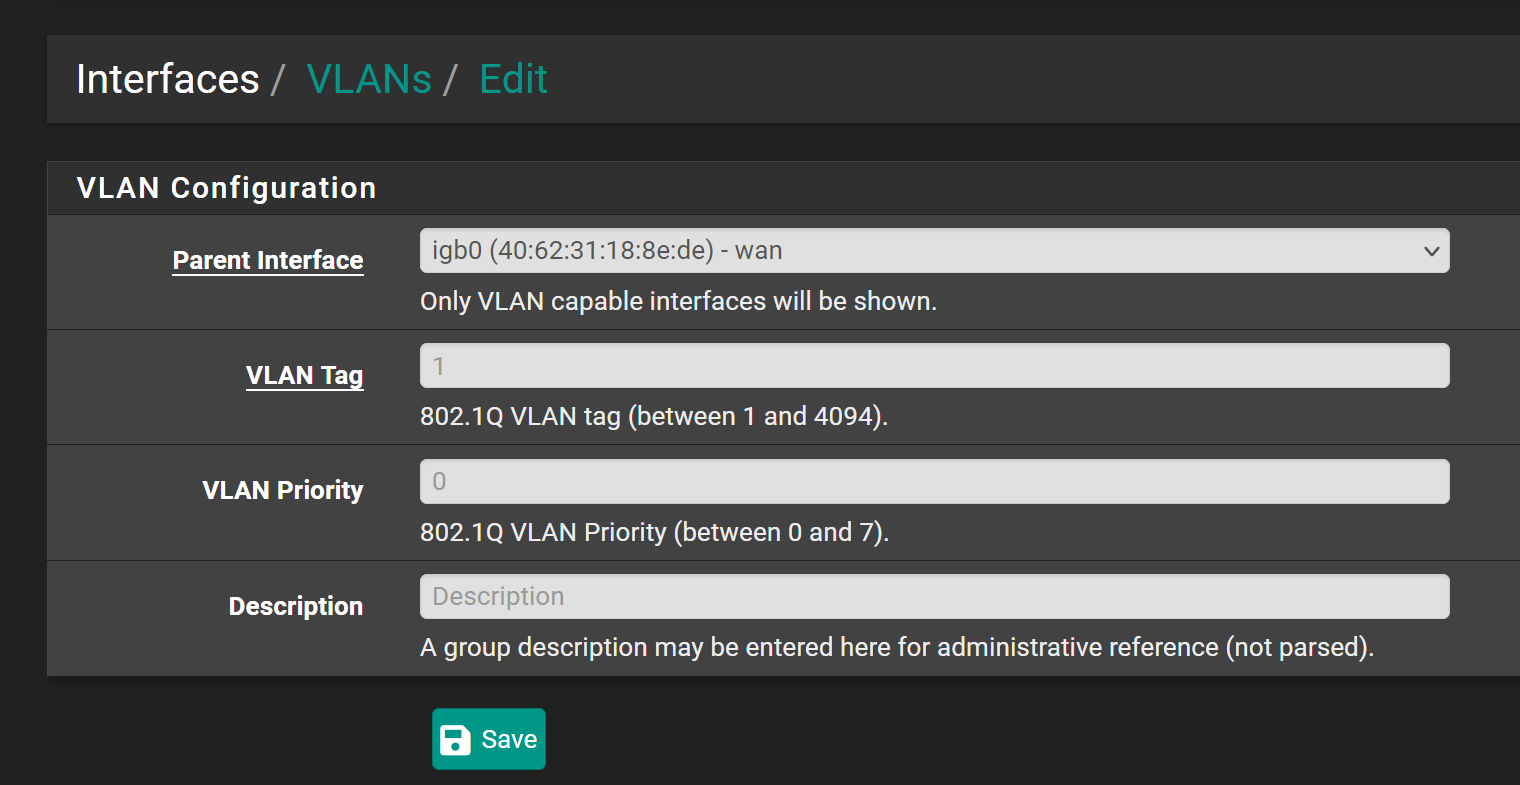 Interfaces / VLANs / Edit
VLAN Configuration
Parent Interface
igb0 (40:62:31:18:8e:de) - wan
Only VLAN capable interfaces will be shown.
VLAN Tag
1
802.1Q VLAN tag (between 1 and 4094).
VLAN Priority
0
802.1Q VLAN Priority (between 0 and 7).
Description
Description
A group description may be entered here for administrative reference (not parsed).
Save